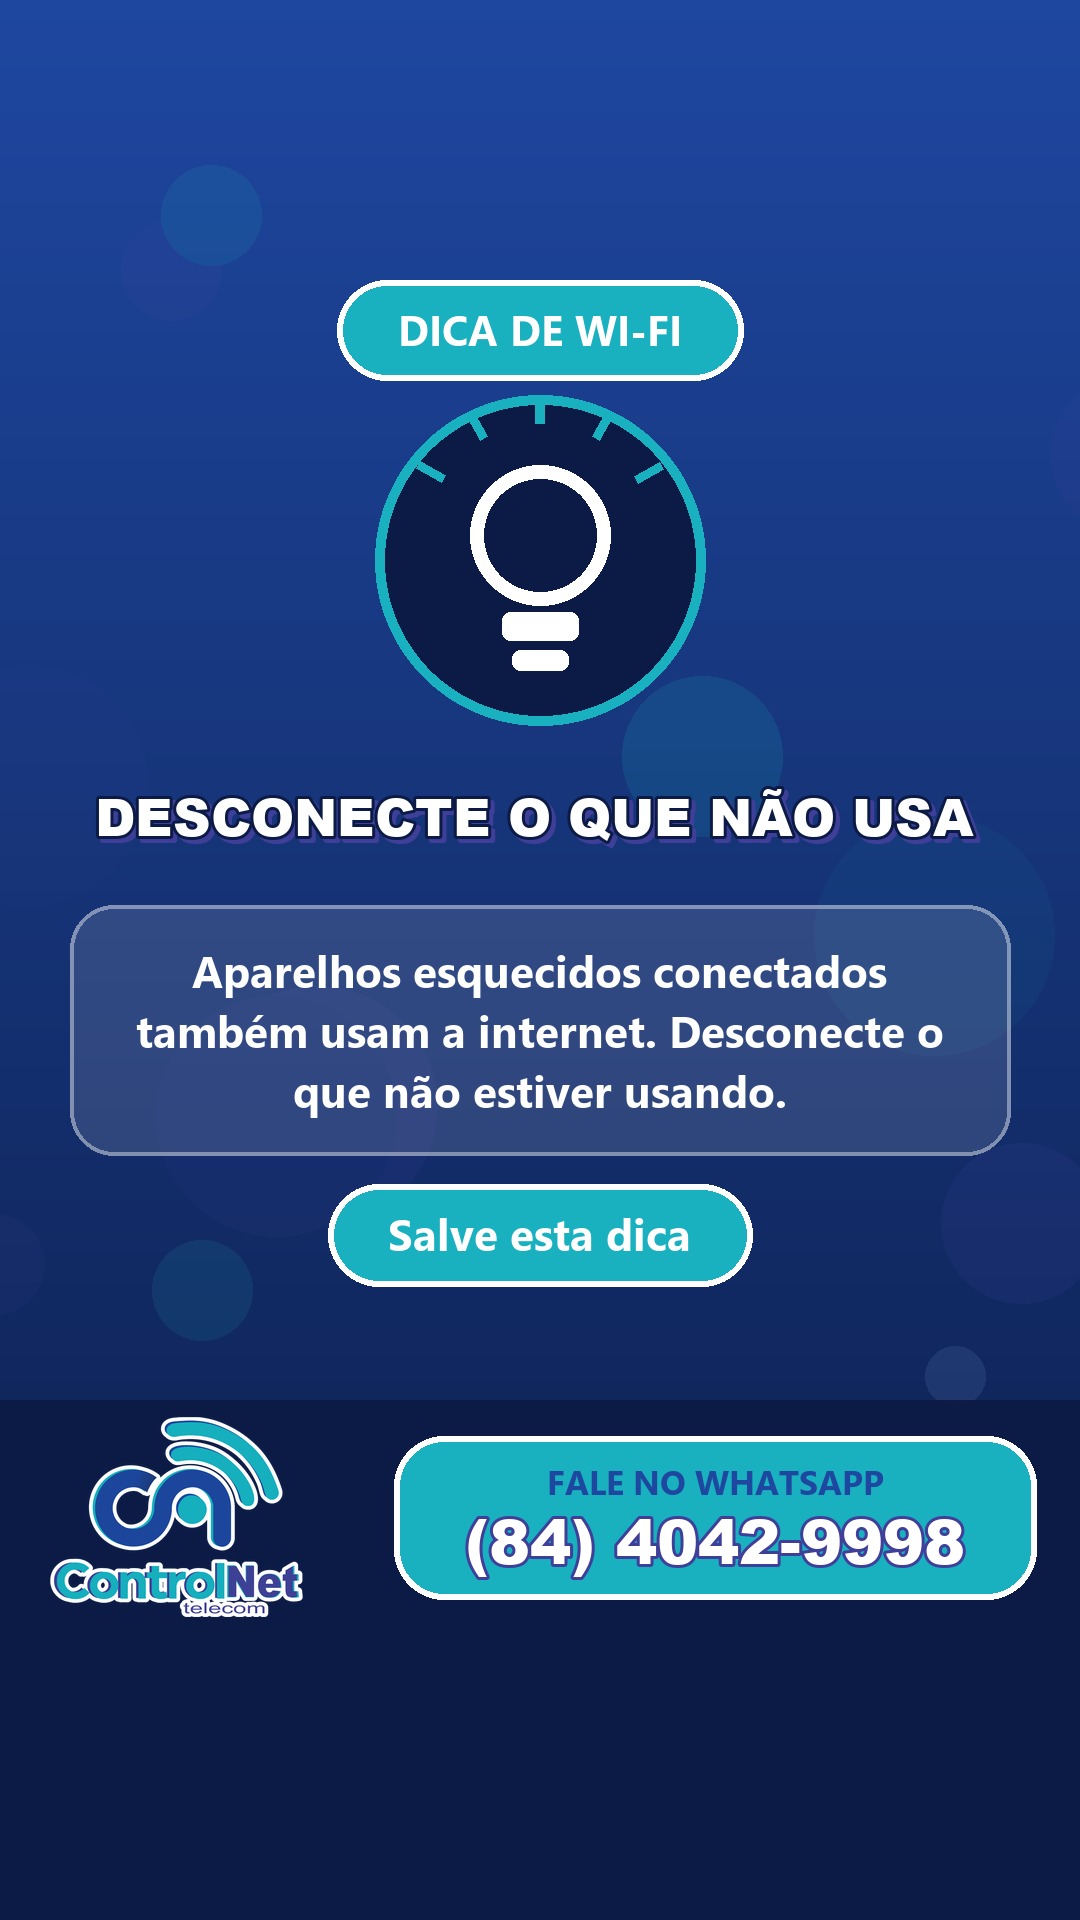 DICA DE WI-FI
DESCONECTE O QUE NÃO USA
Aparelhos esquecidos conectados
também usam a internet. Desconecte o
que não estiver usando.
Salve esta dica
ControlNet
telecom
FALE NO WHATSAPP
(84) 4042-9998